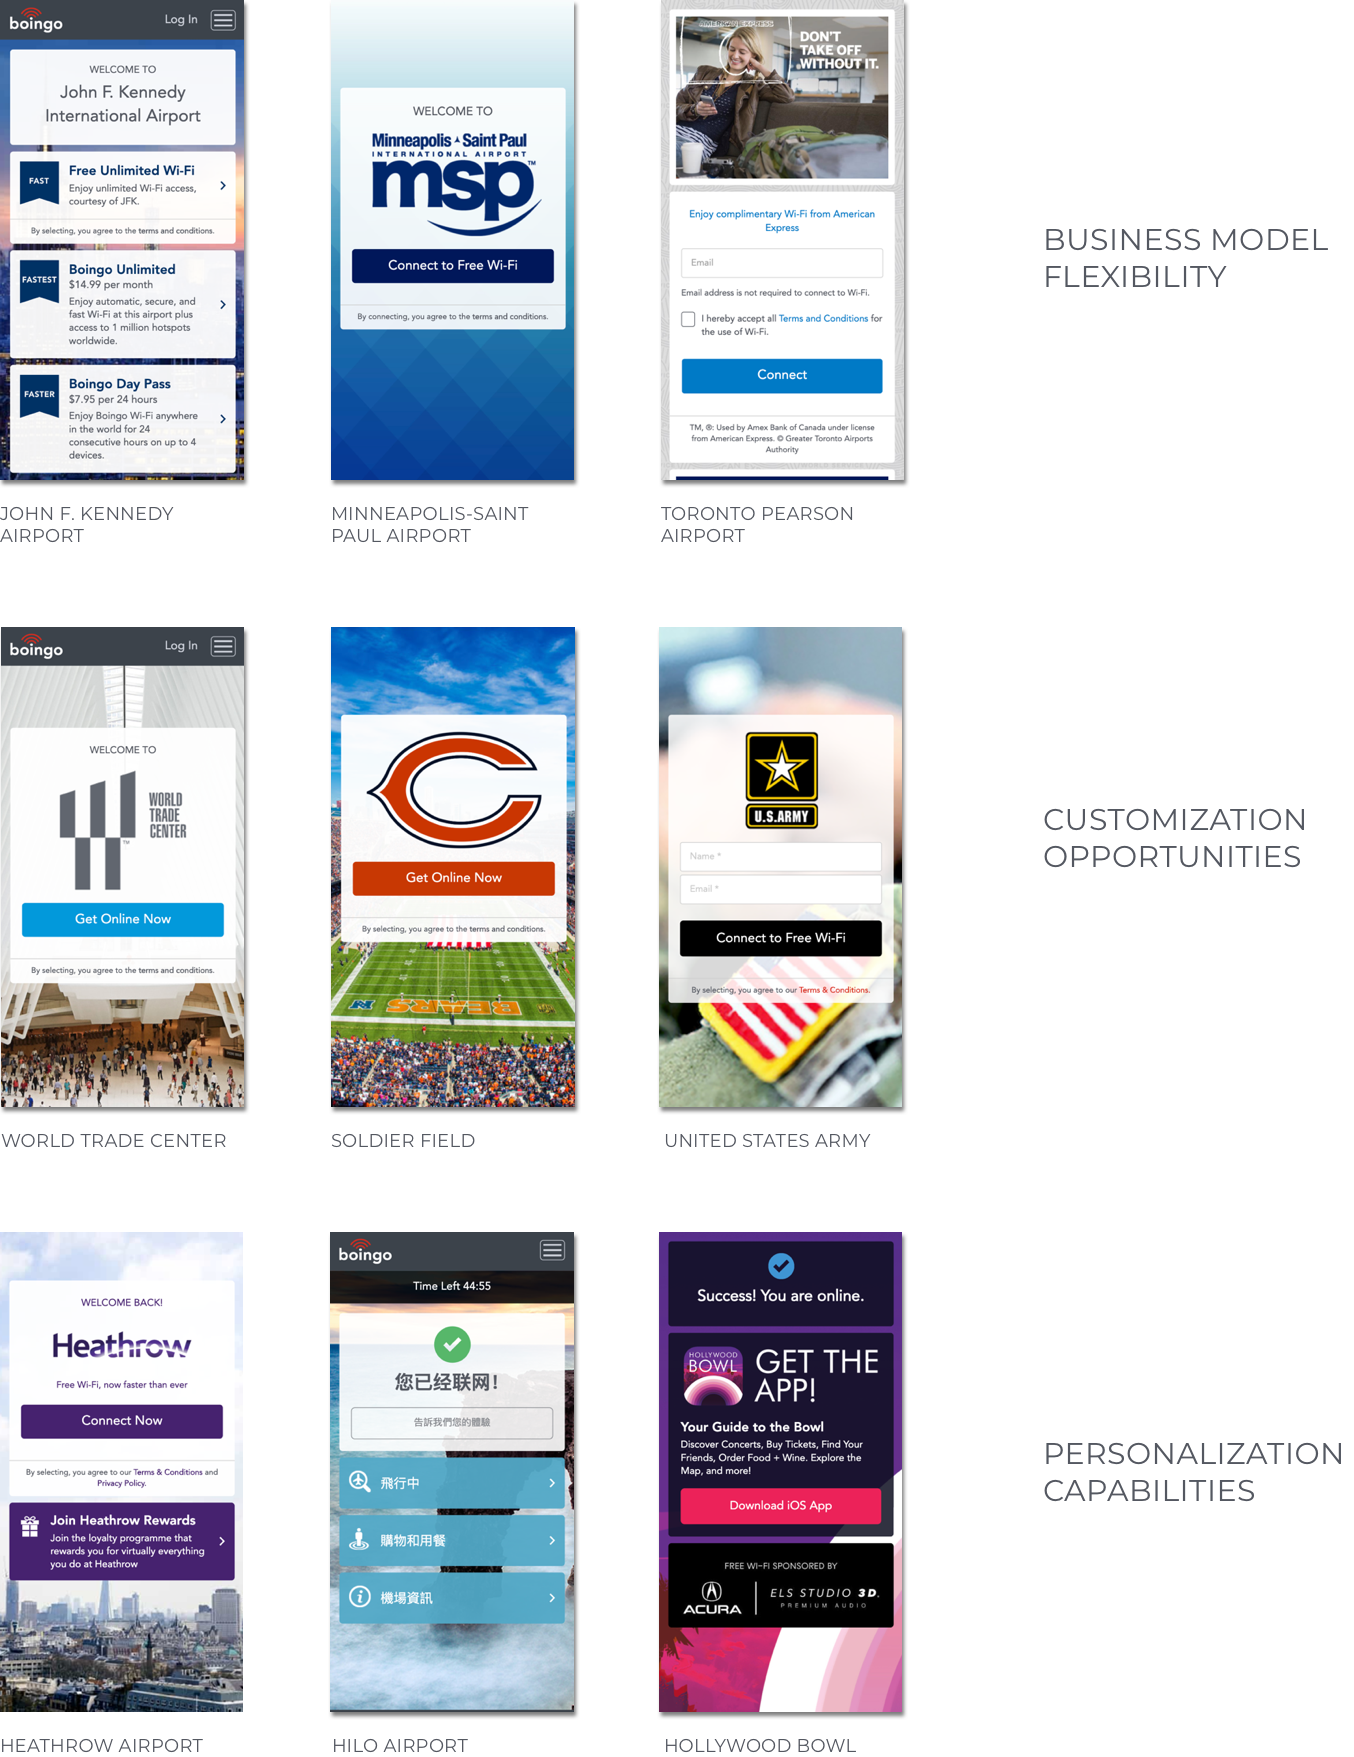 boingo
Log In
WELCOME TO
John F. Kennedy
International Airport
FAST
Free Unlimited Wi-Fi
Enjoy unlimited Wi-Fi access,
courtesy of JFK.
By selecting, you agree to the terms and conditions.
FASTEST
Boingo Unlimited
$14.99 per month
Enjoy automatic, secure, and
fast Wi-Fi at this airport plus
access to 1 million hotspots
worldwide.
FASTER
Boingo Day Pass
$7.95 per 24 hours
Enjoy Boingo Wi-Fi anywhere
in the world for 24
consecutive hours on up to 4
devices.
JOHN F. KENNEDY
AIRPORT
WELCOME TO
Minneapolis Saint Paul
INTERNATIONAL AIRPORT
msp™
Connect to Free Wi-Fi
By connecting, you agree to the terms and conditions.
MINNEAPOLIS-SAINT
PAUL AIRPORT
AMERICAN EXPRESS
DON'T
TAKE OFF
WITHOUT IT.
Enjoy complimentary Wi-Fi from American
Express
Email
Email address is not required to connect to Wi-Fi.
I hereby accept all Terms and Conditions for
the use of Wi-Fi.
Connect
TM, ®: Used by Amex Bank of Canada under license
from American Express. © Greater Toronto Airports
Authority
TORONTO PEARSON
AIRPORT
BUSINESS MODEL
FLEXIBILITY
boingo
Log In
WELCOME TO
WORLD
TRADE
CENTER
TM
Get Online Now
By selecting, you agree to the terms and conditions.
WORLD TRADE CENTER
Get Online Now
By selecting, you agree to the terms and conditions.
BEARS
SOLDIER FIELD
U.S.ARMY
Name *
Email *
Connect to Free Wi-Fi
By selecting, you agree to our Terms & Conditions.
UNITED STATES ARMY
CUSTOMIZATION
OPPORTUNITIES
WELCOME BACK!
Heathrow
Free Wi-Fi, now faster than ever
Connect Now
By selecting, you agree to our Terms & Conditions and
Privacy Policy.
Join Heathrow Rewards
Join the loyalty programme that
rewards you for virtually everything
you do at Heathrow
HEATHROW AIRPORT
boingo
Time Left 44:55
您已经联网!
告訴我們您的體驗
飛行中
購物和用餐
機場資訊
HILO AIRPORT
Success! You are online.
HOLLYWOOD
BOWL
GET THE
APP!
Your Guide to the Bowl
Discover Concerts, Buy Tickets, Find Your
Friends, Order Food + Wine. Explore the
Map, and more!
Download iOS App
FREE WI-FI SPONSORED BY
ACURA
ELS STUDIO 3D.
PREMIUM AUDIO
HOLLYWOOD BOWL
PERSONALIZATION
CAPABILITIES